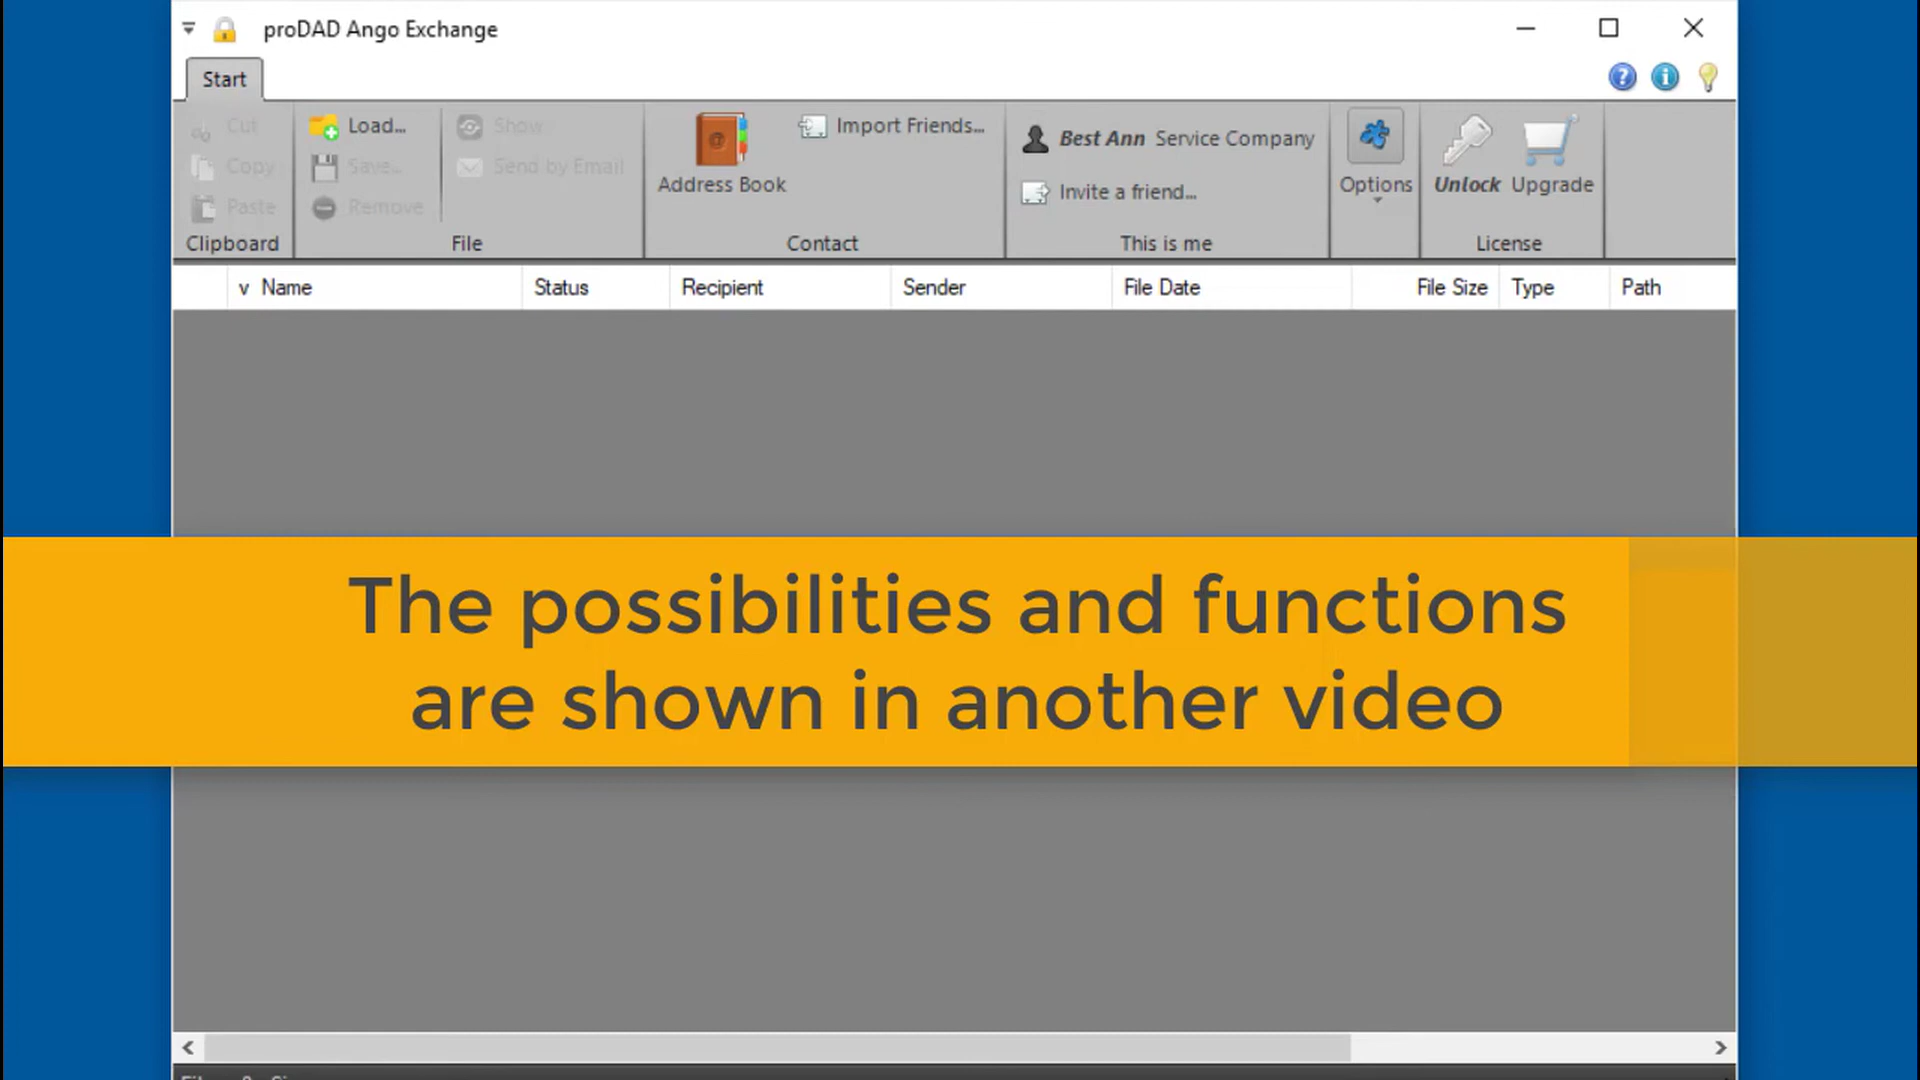 proDAD Ango Exchange
Start
Cut
Copy
Paste
Clipboard
Load...
Save...
Remove
Show
Send by Email
File
Address Book
Import Friends...
Contact
Best Ann Service Company
Invite a friend...
This is me
Options
Unlock Upgrade
License
v Name Status Recipient Sender File Date File Size Type Path
The possibilities and functions
are shown in another video